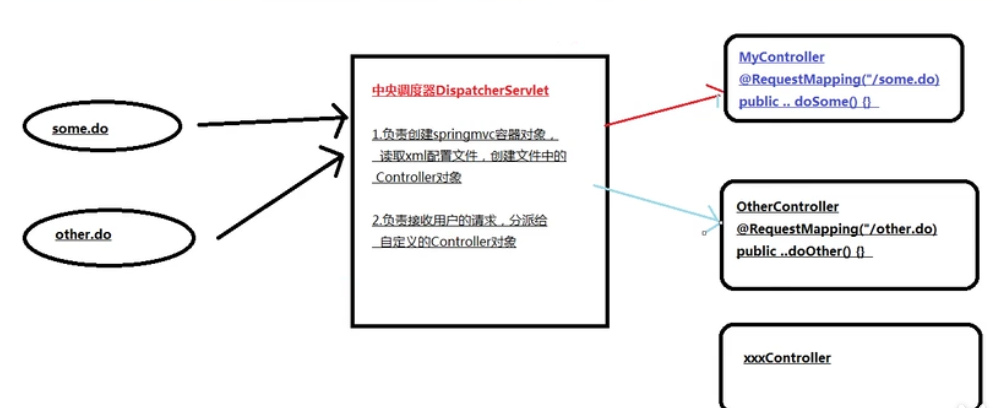 some.do
other.do
中央调度器DispatcherServlet
1.负责创建springmvc容器对象，
读取xml配置文件，创建文件中的
Controller对象
2.负责接收用户的请求，分派给
自定义的Controller对象
MyController
@RequestMapping("/some.do)
public .. doSome() {}
OtherController
@RequestMapping("/other.do)
public ..doOther() {}
xxxController